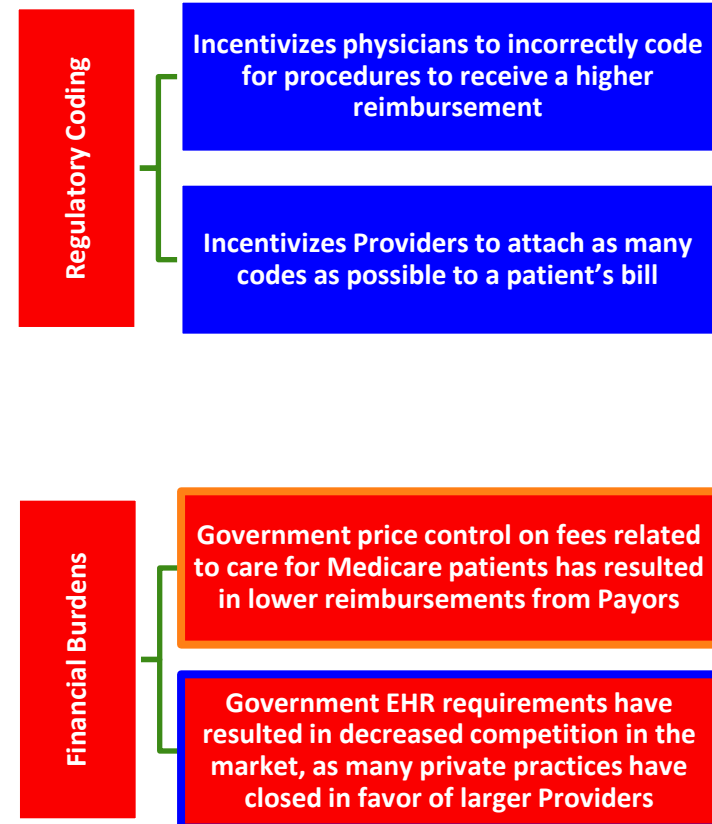 Regulatory Coding
Incentivizes physicians to incorrectly code
for procedures to receive a higher
reimbursement
Incentivizes Providers to attach as many
codes as possible to a patient’s bill
Financial Burdens
Government price control on fees related
to care for Medicare patients has resulted
in lower reimbursements from Payors
Government EHR requirements have
resulted in decreased competition in the
market, as many private practices have
closed in favor of larger Providers